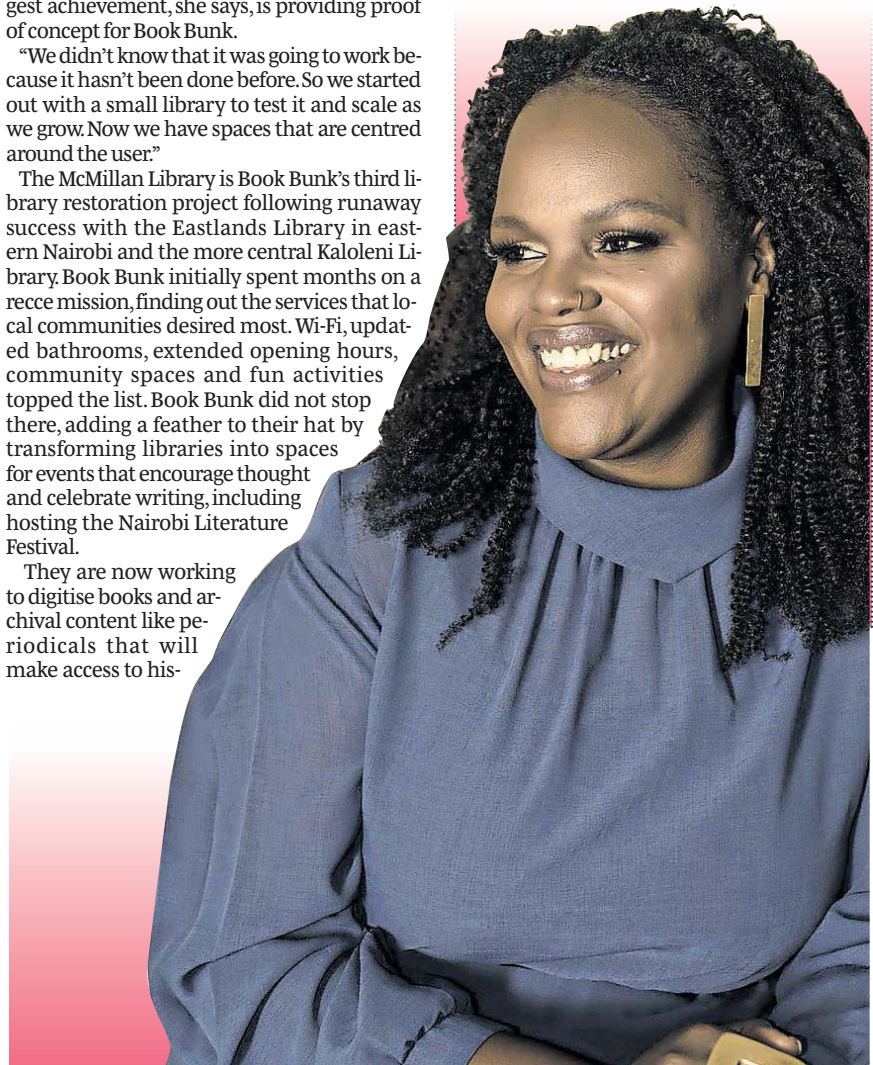 gest achievement, she says, is providing proof
of concept for Book Bunk.
“We didn’t know that it was going to work be-
cause it hasn’t been done before. So we started
out with a small library to test it and scale as
we grow. Now we have spaces that are centred
around the user.”
The McMillan Library is Book Bunk’s third li-
brary restoration project following runaway
success with the Eastlands Library in east-
ern Nairobi and the more central Kaloleni Li-
brary. Book Bunk initially spent months on a
recce mission, finding out the services that lo-
cal communities desired most. Wi-Fi, updat-
ed bathrooms, extended opening hours,
community spaces and fun activities
topped the list. Book Bunk did not stop
there, adding a feather to their hat by
transforming libraries into spaces
for events that encourage thought
and celebrate writing, including
hosting the Nairobi Literature
Festival.
They are now working
to digitise books and ar-
chival content like pe-
riodicals that will
make access to his-